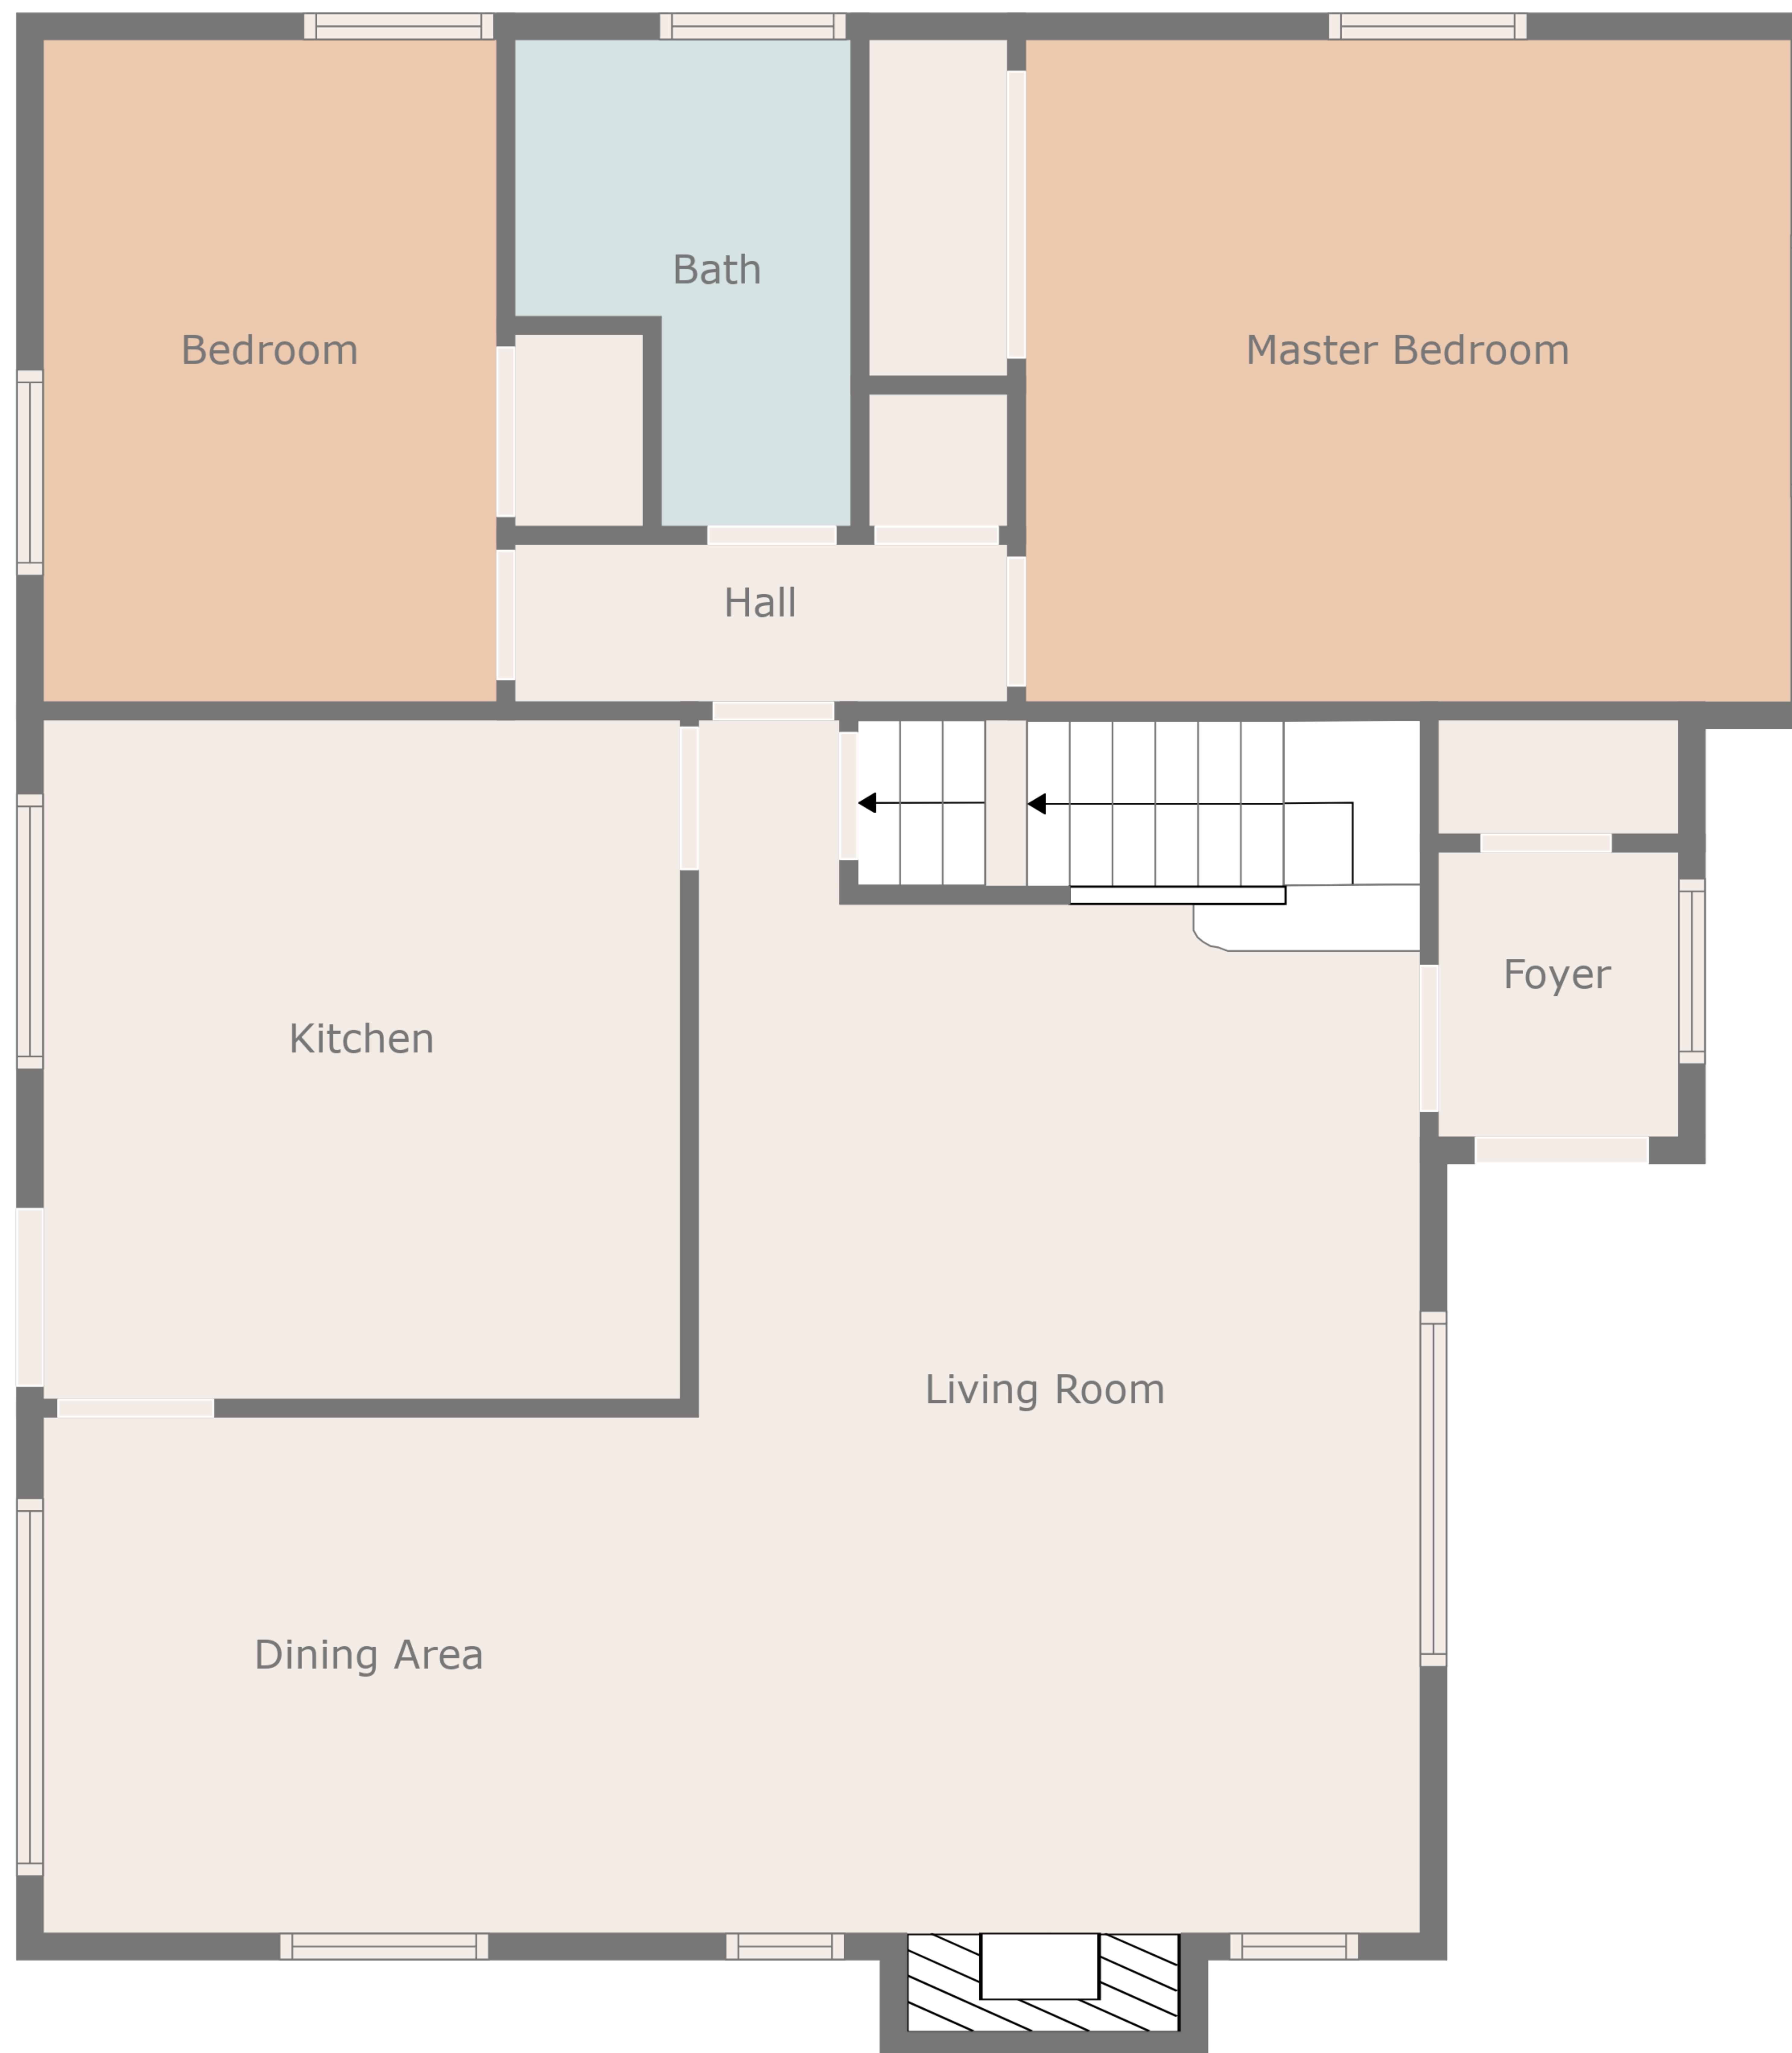 Bath
Bedroom
Master Bedroom
Hall
Foyer
Kitchen
Living Room
Dining Area